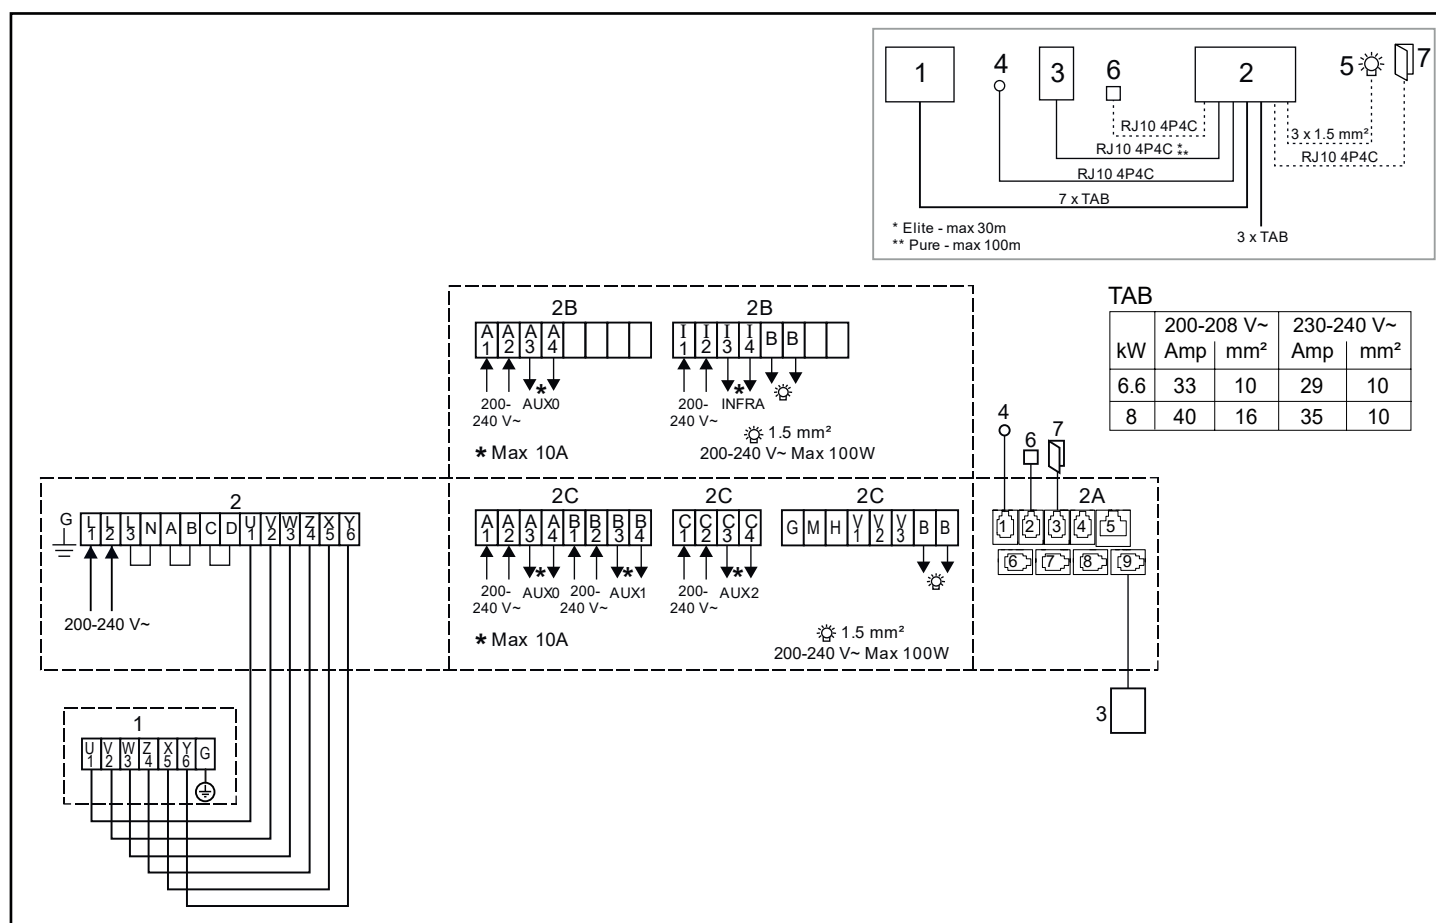 1
4
3
6
2
5
7
RJ10 4P4C
3 x 1.5 mm²
RJ10 4P4C *
**
RJ10 4P4C
RJ10 4P4C
7 x TAB
* Elite - max 30m
** Pure - max 100m
3 x TAB
TAB
200-208 V~ 230-240 V~
kW Amp mm² Amp mm²
6.6 33 10 29 10
8 40 16 35 10
2B
A1 A2 A3 A4
200-240 V~
* AUX0
* Max 10A
2B
I1 I2 I3 I4 B B
200-240 V~
* INFRA
1.5 mm²
200-240 V~ Max 100W
2
G
L1 L2 L3 N A B C D U1 V2 W3 Z4 X5 Y6
200-240 V~
2C
A1 A2 A3 A4 B1 B2 B3 B4
200-240 V~
* AUX0
200-240 V~
* AUX1
* Max 10A
2C
C1 C2 C3 C4
200-240 V~
* AUX2
2C
G M H V1 V2 V3 B B
1.5 mm²
200-240 V~ Max 100W
4
6
7
2A
1 2 3 4 5
6 7 8 9
3
1
U1 V2 W3 Z4 X5 Y6 G